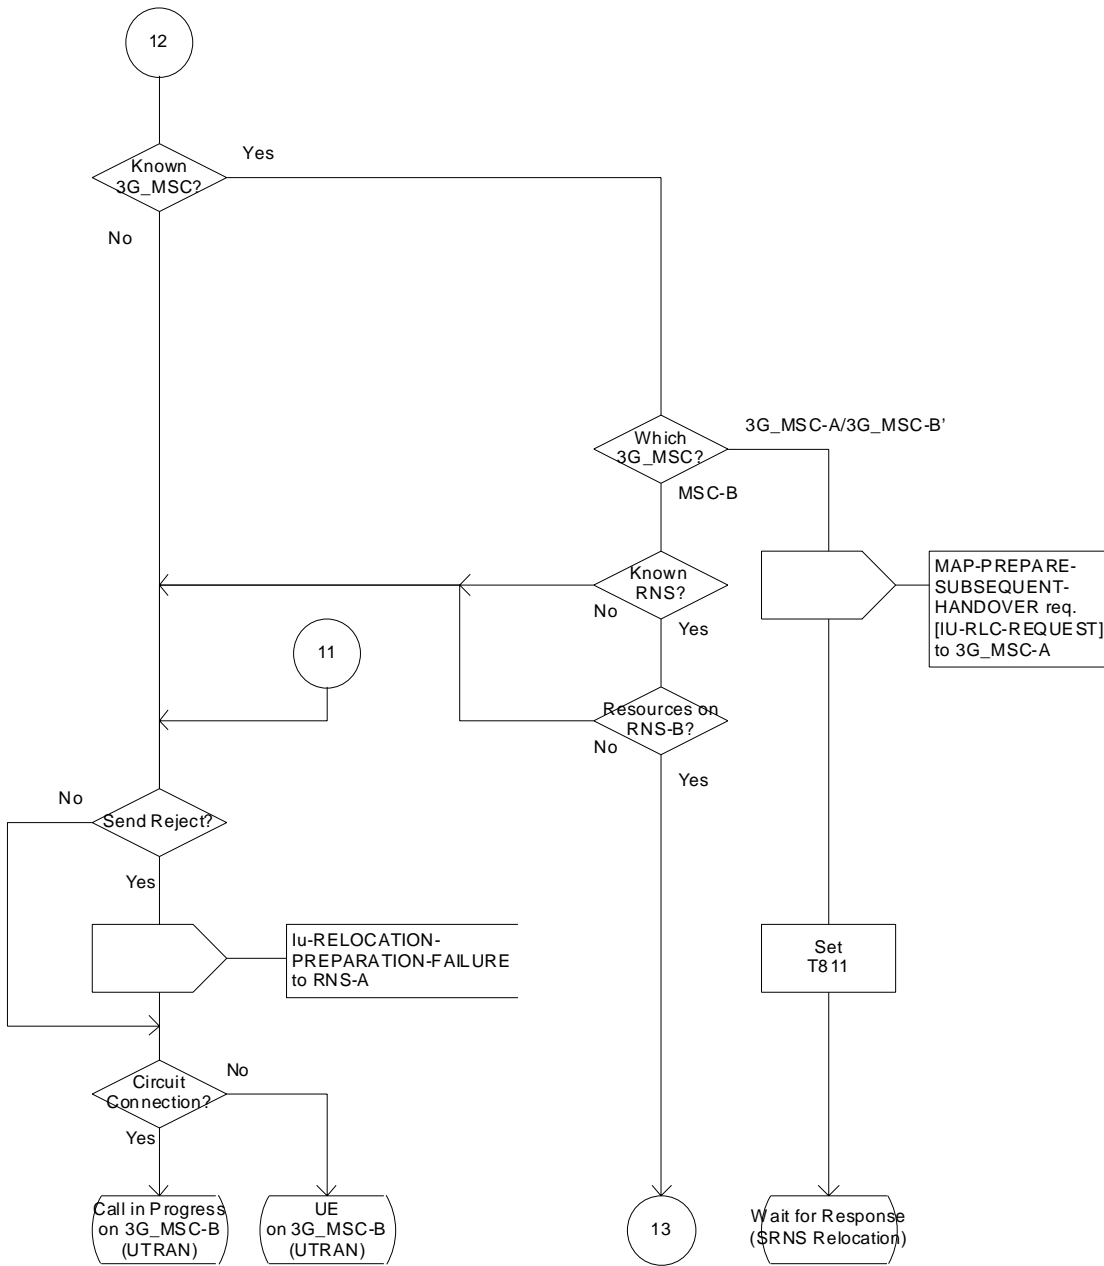 12
Known
3G_MSC?
Yes
No
Which
3G_MSC?
3G_MSC-A/3G_MSC-B'
MSC-B
Known
RNS?
No
Yes
MAP-PREPARE-
SUBSEQUENT-
HANDOVER req.
[IU-RLC-REQUEST]
to 3G_MSC-A
11
Resources on
RNS-B?
No
Yes
No
Send Reject?
Yes
Iu-RELOCATION-
PREPARATION-FAILURE
to RNS-A
Set
T811
Circuit
Connection?
No
Yes
Call in Progress
on 3G_MSC-B
(UTRAN)
UE
on 3G_MSC-B
(UTRAN)
13
Wait for Response
(SRNS Relocation)